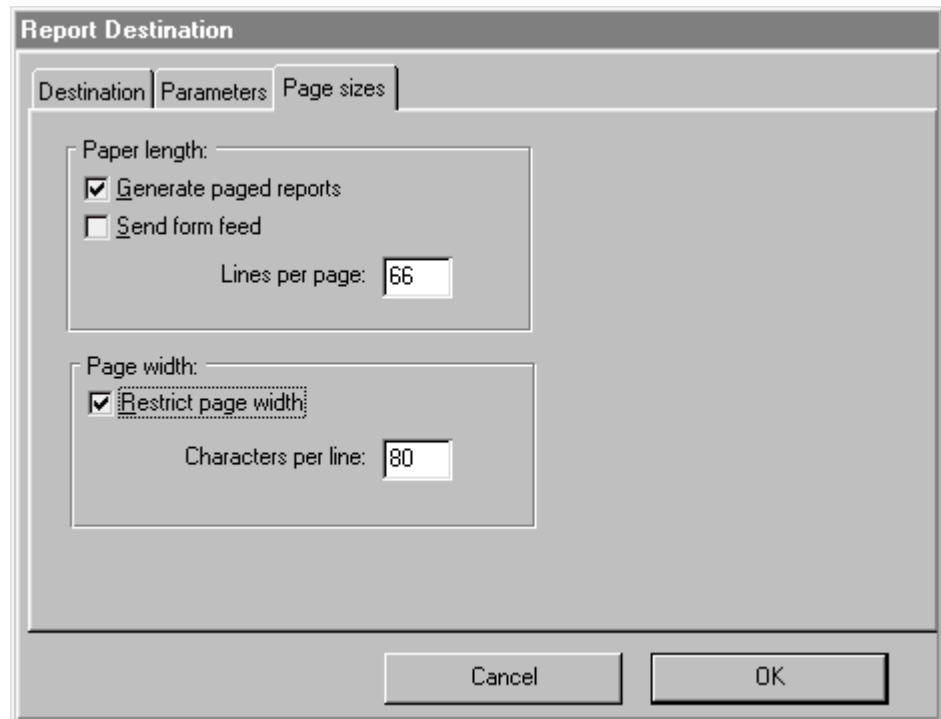 Report Destination
Destination Parameters Page sizes
Paper length:
Generate paged reports
Send form feed
Lines per page: 66
Page width:
Restrict page width
Characters per line: 80
Cancel OK